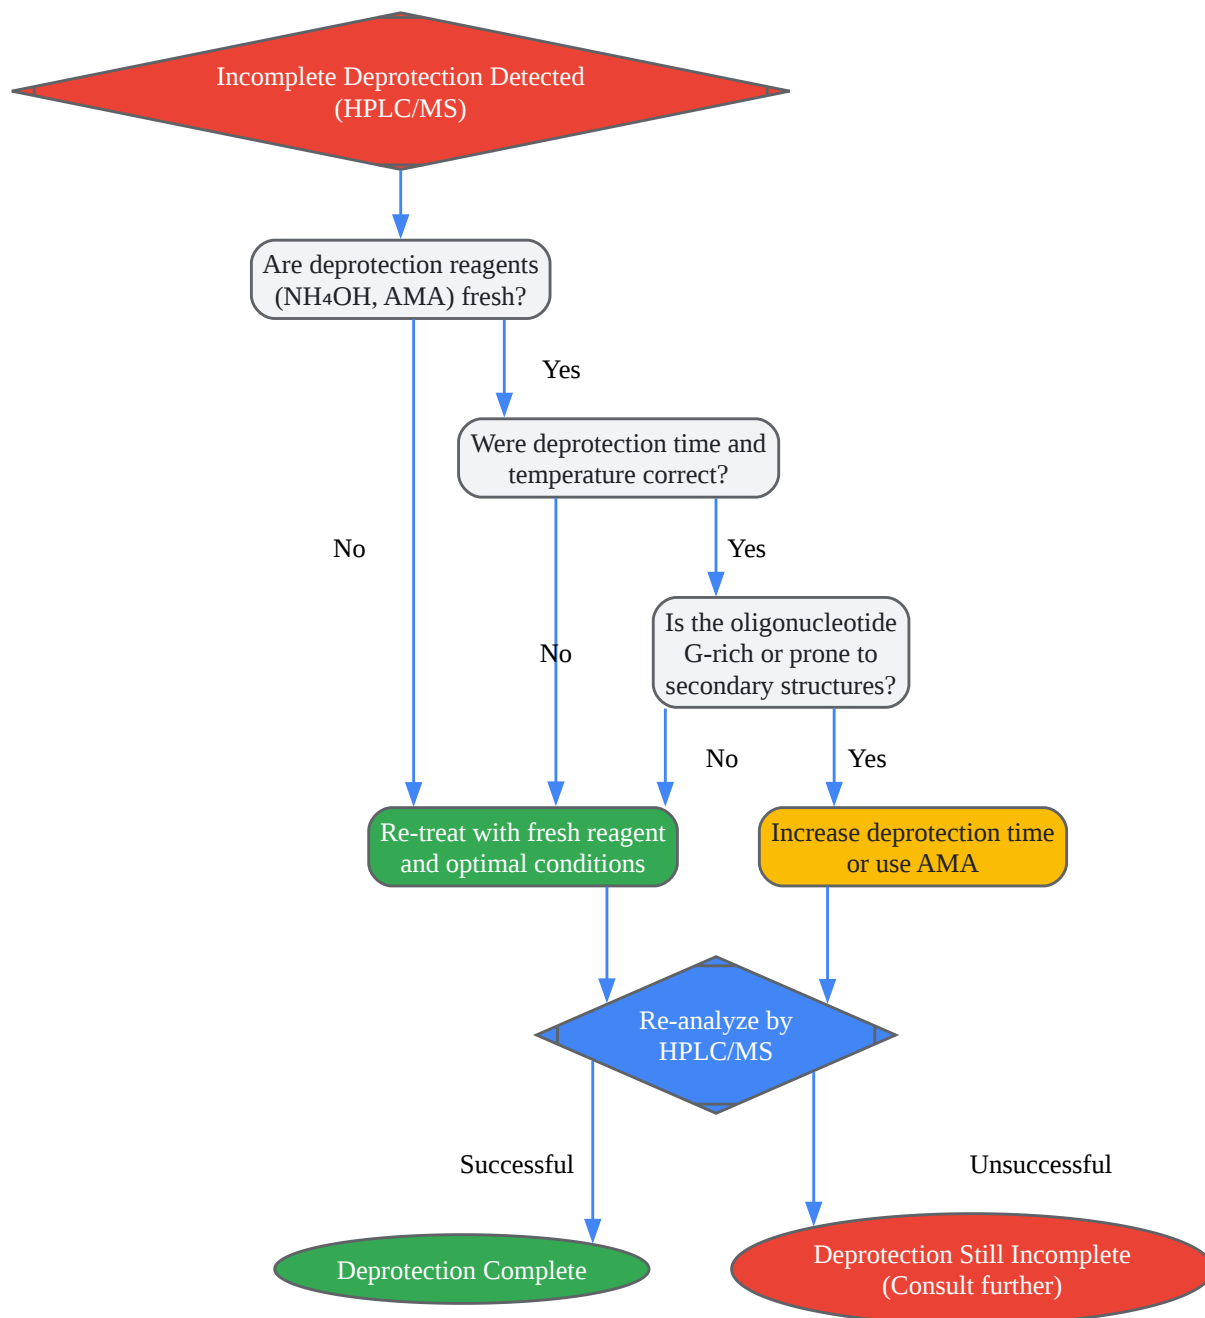 Incomplete Deprotection Detected
(HPLC/MS)
Are deprotection reagents
(NH₄OH, AMA) fresh?
Yes
Were deprotection time and
temperature correct?
No
Yes
Is the oligonucleotide
G-rich or prone to
secondary structures?
No
No
Yes
Re-treat with fresh reagent
and optimal conditions
Increase deprotection time
or use AMA
Re-analyze by
HPLC/MS
Successful
Unsuccessful
Deprotection Complete
Deprotection Still Incomplete
(Consult further)